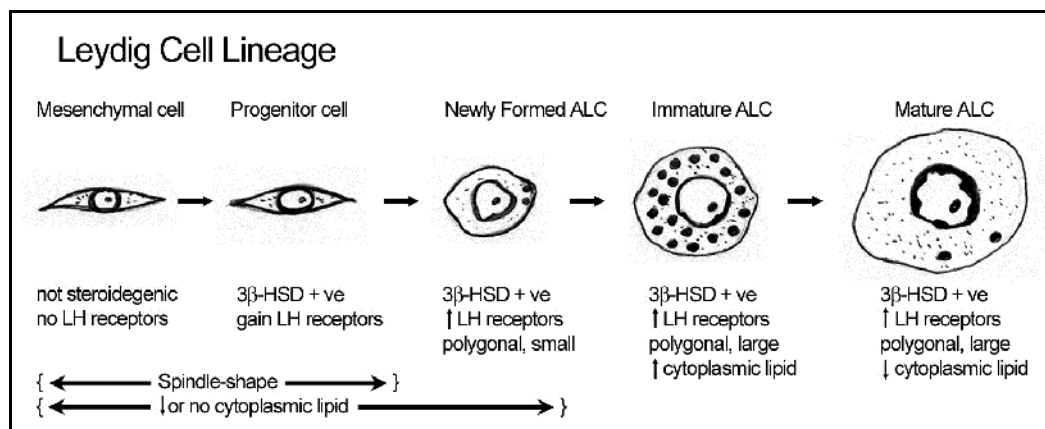 Leydig Cell Lineage
Mesenchymal cell
Progenitor cell
Newly Formed ALC
Immature ALC
Mature ALC
not steroidegenic
no LH receptors
3β-HSD + ve
gain LH receptors
3β-HSD + ve
↑ LH receptors
polygonal, small
3β-HSD + ve
↑ LH receptors
polygonal, large
↑ cytoplasmic lipid
3β-HSD + ve
↑ LH receptors
polygonal, large
↓ cytoplasmic lipid
{ Spindle-shape }
{ ↓or no cytoplasmic lipid }